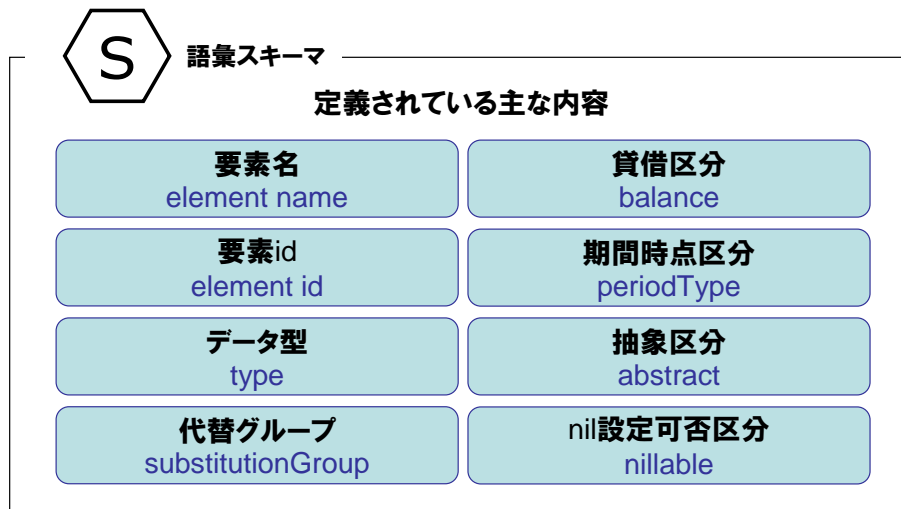 S
語彙スキーマ
定義されている主な内容
要素名
element name
貸借区分
balance
要素id
element id
期間時点区分
periodType
データ型
type
抽象区分
abstract
代替グループ
substitutionGroup
nil設定可否区分
nillable